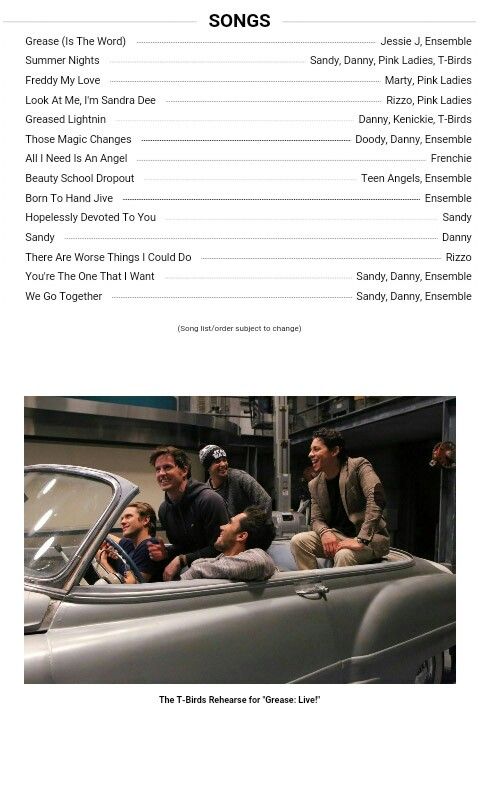 SONGS
Grease (Is The Word) Jessie J, Ensemble
Summer Nights Sandy, Danny, Pink Ladies, T-Birds
Freddy My Love Marty, Pink Ladies
Look At Me, I'm Sandra Dee Rizzo, Pink Ladies
Greased Lightnin Danny, Kenickie, T-Birds
Those Magic Changes Doody, Danny, Ensemble
All I Need Is An Angel Frenchie
Beauty School Dropout Teen Angels, Ensemble
Born To Hand Jive Ensemble
Hopelessly Devoted To You Sandy
Sandy Danny
There Are Worse Things I Could Do Rizzo
You're The One That I Want Sandy, Danny, Ensemble
We Go Together Sandy, Danny, Ensemble
(Song list/order subject to change)
The T-Birds Rehearse for "Grease: Live!"